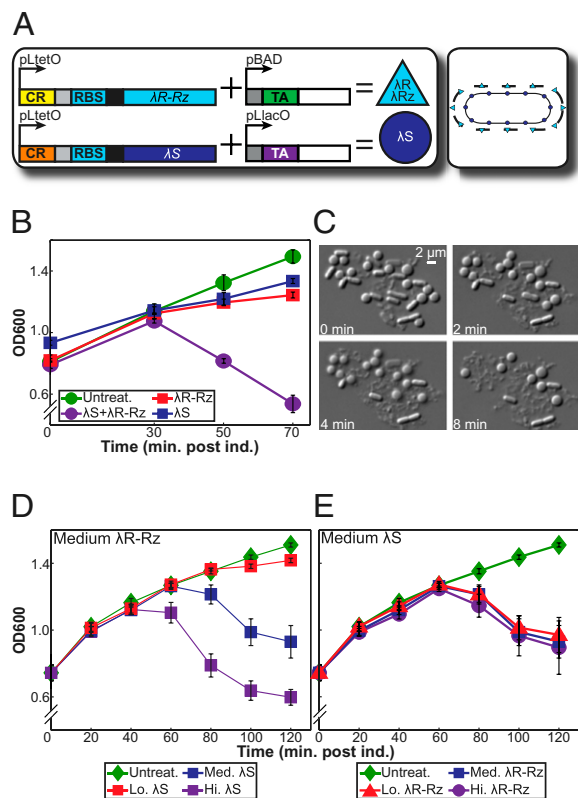 A
pLtetO pBAD
CR RBS λR-Rz + TA = λR λRz
pLtetO pLlacO
CR RBS λS + TA = λS
B
OD600
1.4
1.0
0.6
Untreat. λR-Rz
λS+λR-Rz λS
0 30 50 70
Time (min. post ind.)
C
2 µm
0 min 2 min
4 min 8 min
D
Medium λR-Rz
OD600
1.4
1.0
0.6
0 20 40 60 80 100 120
E
Medium λS
0 20 40 60 80 100 120
Time (min. post ind.)
Untreat. Med. λS
Lo. λS Hi. λS
Untreat. Med. λR-Rz
Lo. λR-Rz Hi. λR-Rz